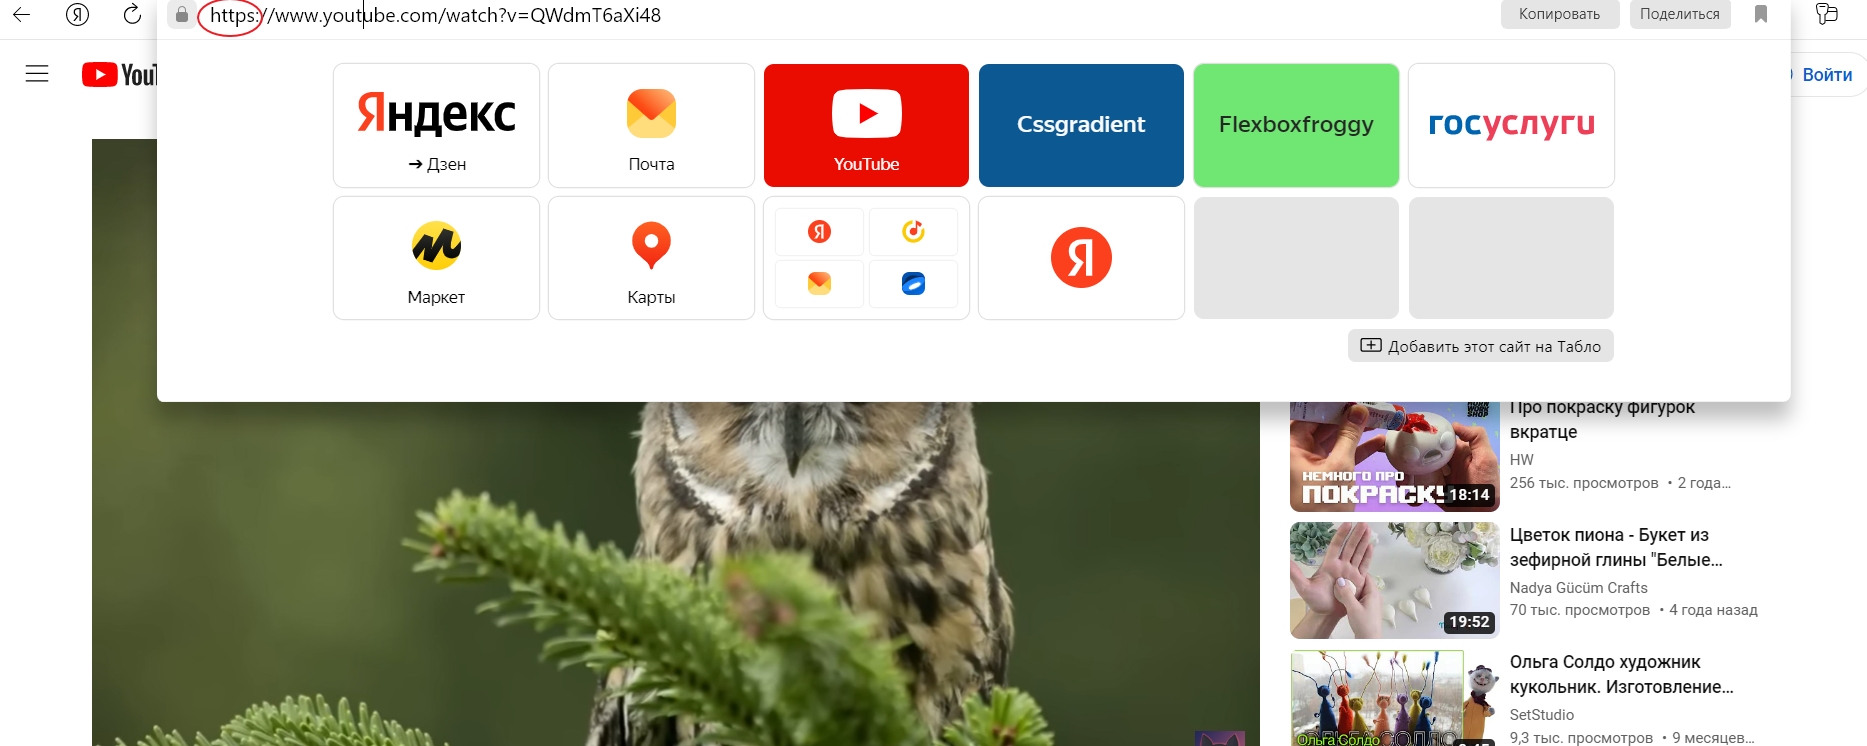 https://www.youtube.com/watch?v=QWdmT6aXi48
Копировать
Поделиться
Войти
Яндекс
→ Дзен
Почта
YouTube
Cssgradient
Flexboxfroggy
госуслуги
Маркет
Карты
Я
Добавить этот сайт на Табло
Про покраску фигурок
вкратце
HW
256 тыс. просмотров • 2 года...
НЕМНОГО ПРО
18:14
Цветок пиона - Букет из
зефирной глины "Белые...
Nadya Gücüm Crafts
70 тыс. просмотров • 4 года назад
19:52
Ольга Солдо художник
кукольник. Изготовление...
SetStudio
9,3 тыс. просмотров • 9 месяцев...
Ольга Солдо